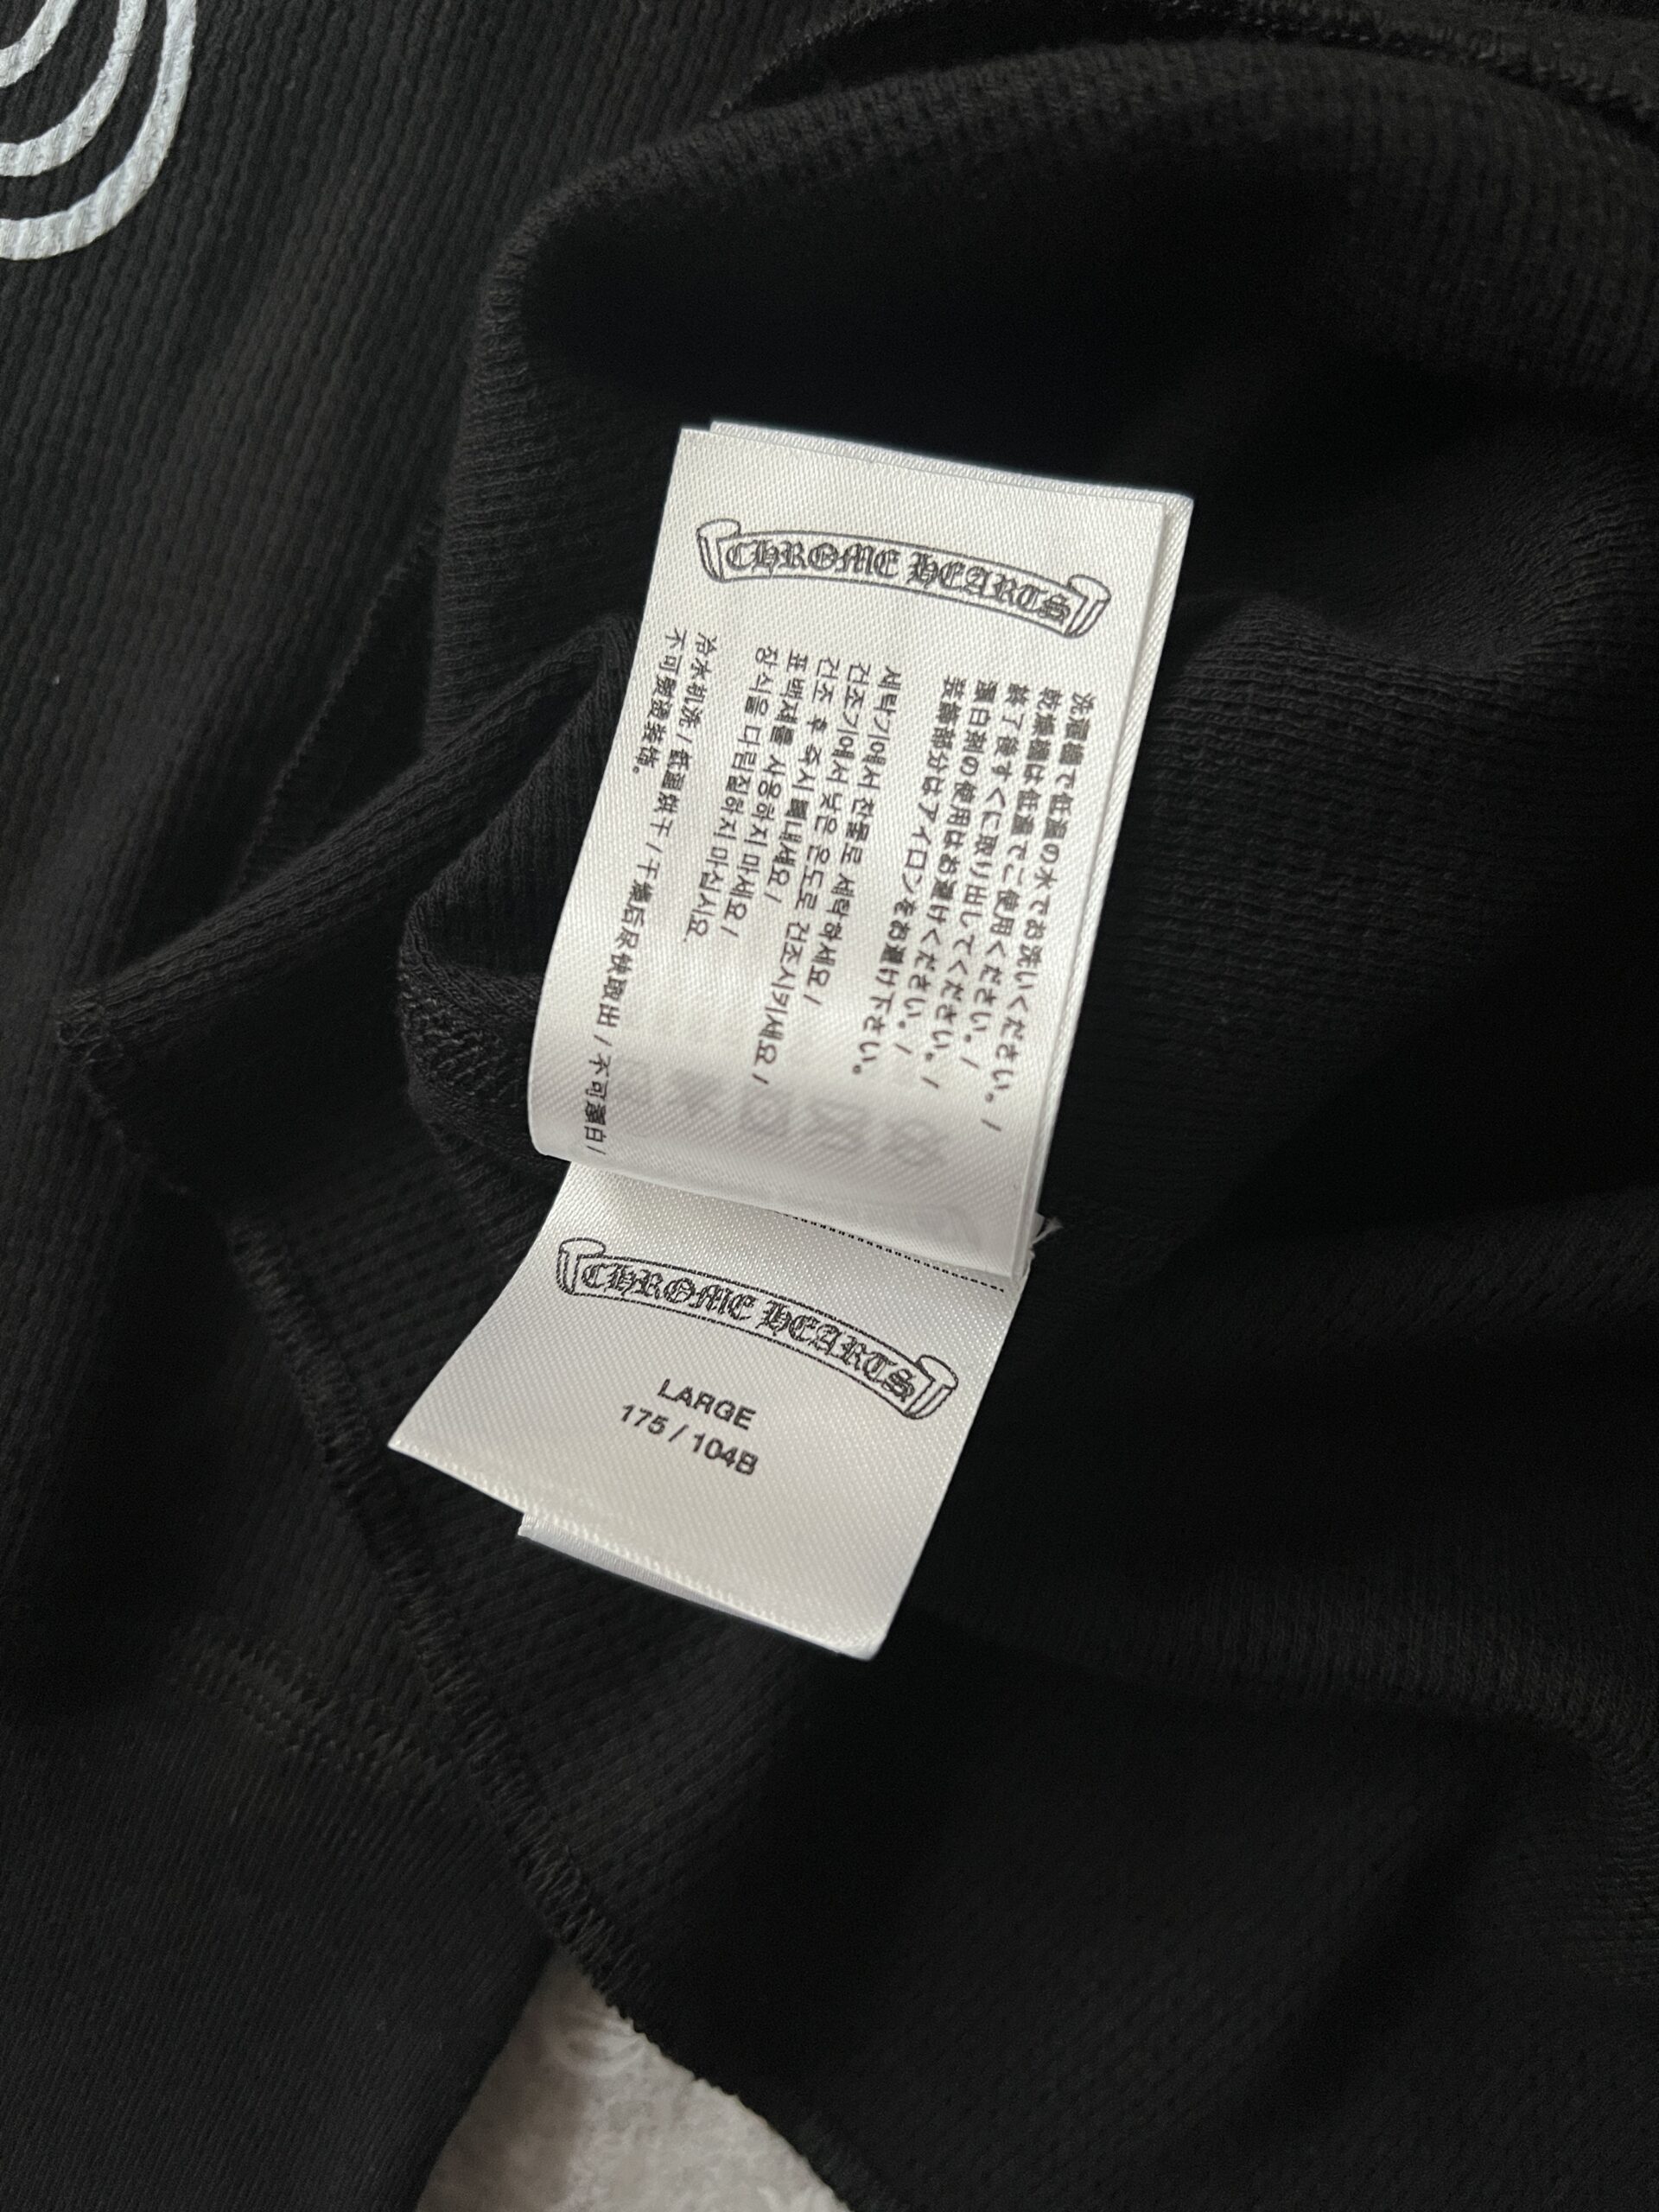 CHROME HEARTS
洗濯機で低温の水でお洗いください。/
乾燥機は低温でご使用ください。/
終了後すぐに取り出してください。/
漂白剤の使用はお避けください。/
装飾部分はアイロンをお避け下さい。
세탁기에서 찬물로 세탁하세요 /
건조기에서 낮은 온도로 건조시키세요 /
건조 후 즉시 꺼내세요 /
표백제를 사용하지 마세요 /
장식을 다림질하지 마십시오.
冷水机洗 / 低温烘干 / 干燥后尽快取出 / 不可漂白 /
不可熨烫装饰。
CHROME HEARTS
LARGE
175 / 104B